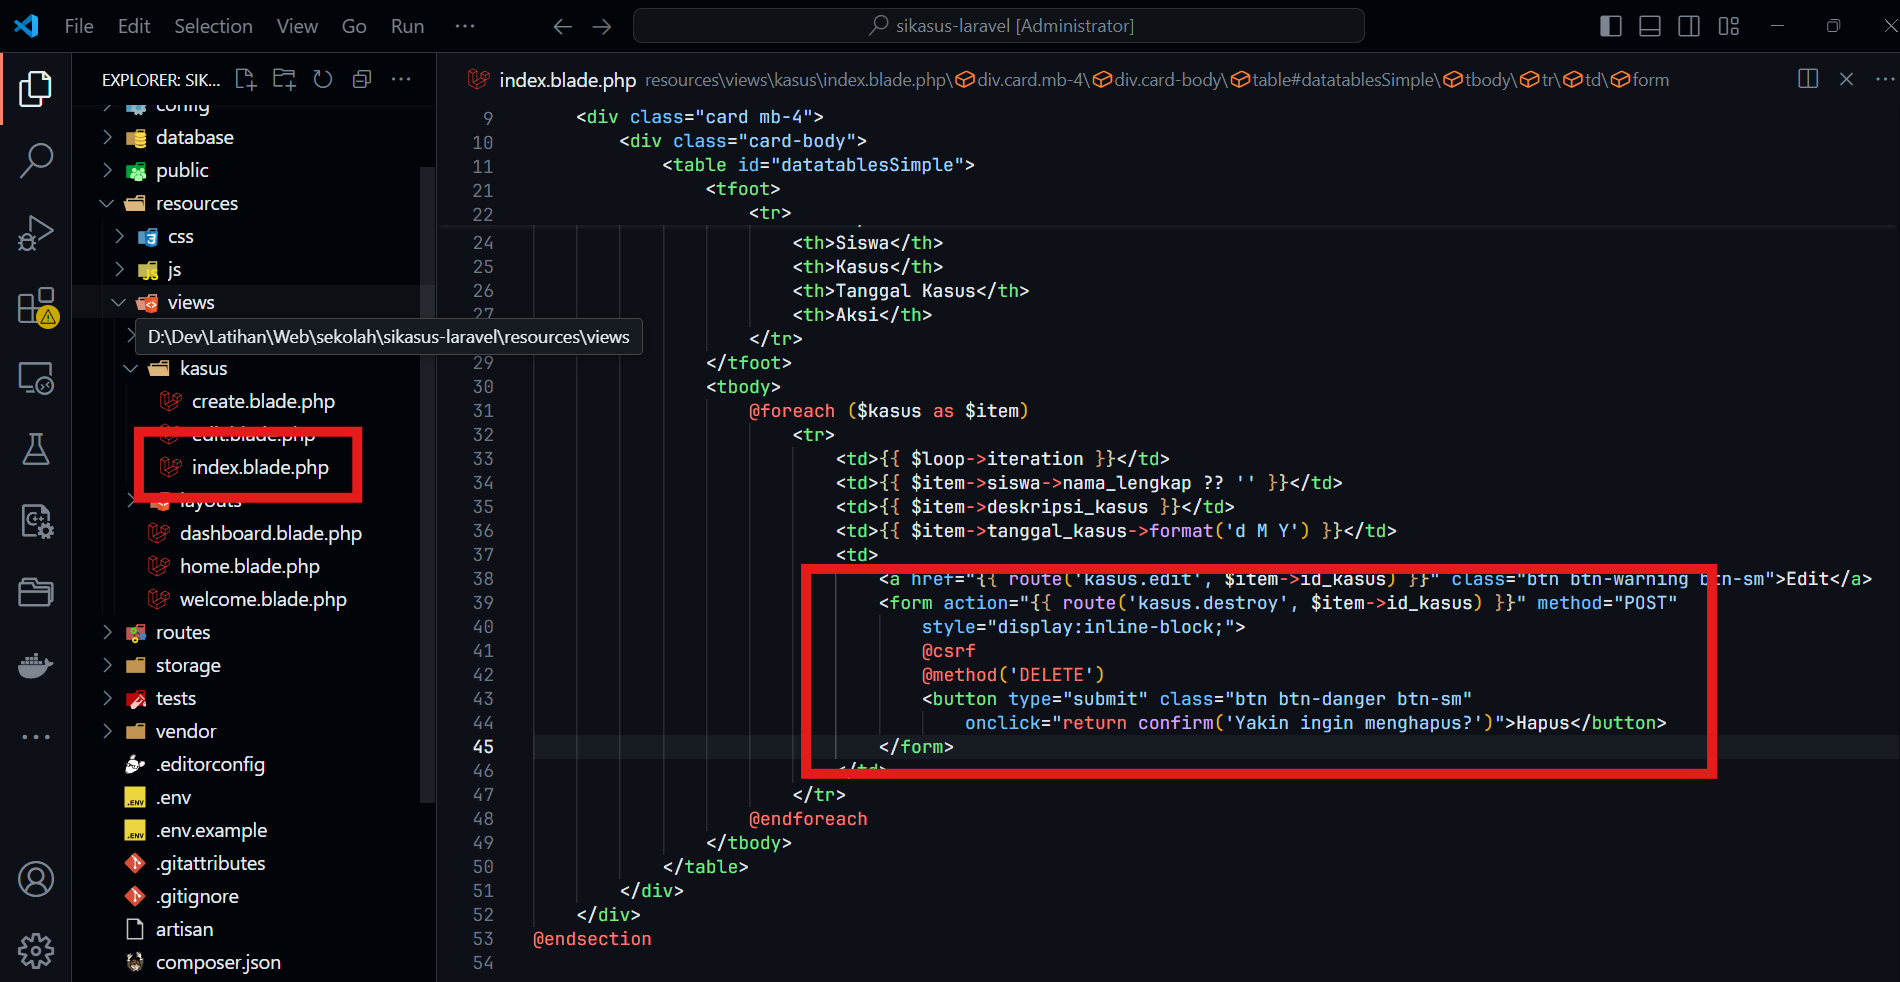 File Edit Selection View Go Run ···
sikasus-laravel [Administrator]
EXPLORER: SIK...
config
database
public
resources
css
js
views
D:\Dev\Latihan\Web\sekolah\sikasus-laravel\resources\views
kasus
create.blade.php
edit.blade.php
index.blade.php
layouts
dashboard.blade.php
home.blade.php
welcome.blade.php
routes
storage
tests
vendor
.editorconfig
.env
.env.example
.gitattributes
.gitignore
artisan
composer.json
index.blade.php resources\views\kasus\index.blade.php\div.card.mb-4\div.card-body\table#datatablesSimple\tbody\tr\td\form
9 <div class="card mb-4">
10 <div class="card-body">
11 <table id="datatablesSimple">
21 <tfoot>
22 <tr>
24 <th>Siswa</th>
25 <th>Kasus</th>
26 <th>Tanggal Kasus</th>
27 <th>Aksi</th>
</tr>
29 </tfoot>
30 <tbody>
31 @foreach ($kasus as $item)
32 <tr>
33 <td>{{ $loop->iteration }}</td>
34 <td>{{ $item->siswa->nama_lengkap ?? '' }}</td>
35 <td>{{ $item->deskripsi_kasus }}</td>
36 <td>{{ $item->tanggal_kasus->format('d M Y') }}</td>
37 <td>
38 <a href="{{ route('kasus.edit', $item->id_kasus) }}" class="btn btn-warning btn-sm">Edit</a>
39 <form action="{{ route('kasus.destroy', $item->id_kasus) }}" method="POST"
40 style="display:inline-block;">
41 @csrf
42 @method('DELETE')
43 <button type="submit" class="btn btn-danger btn-sm"
44 onclick="return confirm('Yakin ingin menghapus?')">Hapus</button>
45 </form>
46 </td>
47 </tr>
48 @endforeach
49 </tbody>
50 </table>
51 </div>
52 </div>
53 @endsection
54